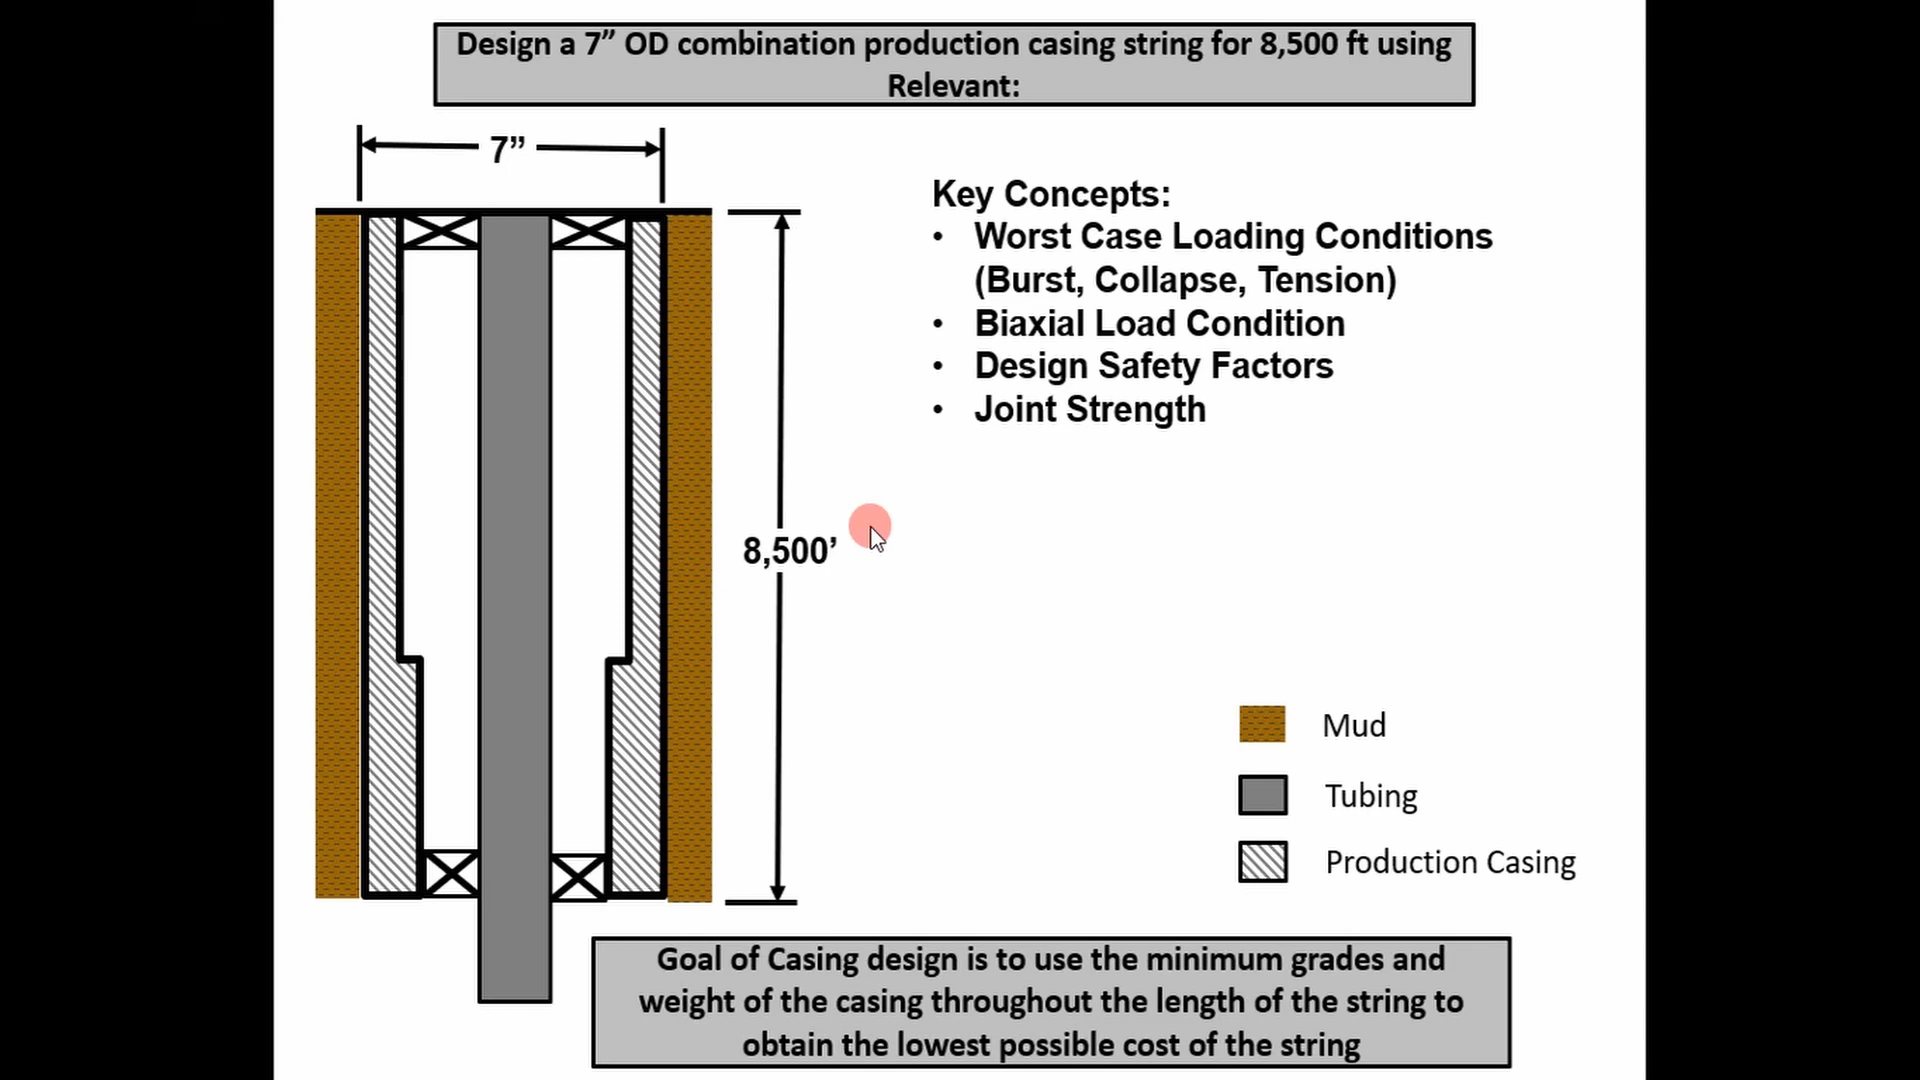 Design a 7” OD combination production casing string for 8,500 ft using
Relevant:
7”
Key Concepts:
• Worst Case Loading Conditions
(Burst, Collapse, Tension)
• Biaxial Load Condition
• Design Safety Factors
• Joint Strength
8,500’
Mud
Tubing
Production Casing
Goal of Casing design is to use the minimum grades and
weight of the casing throughout the length of the string to
obtain the lowest possible cost of the string